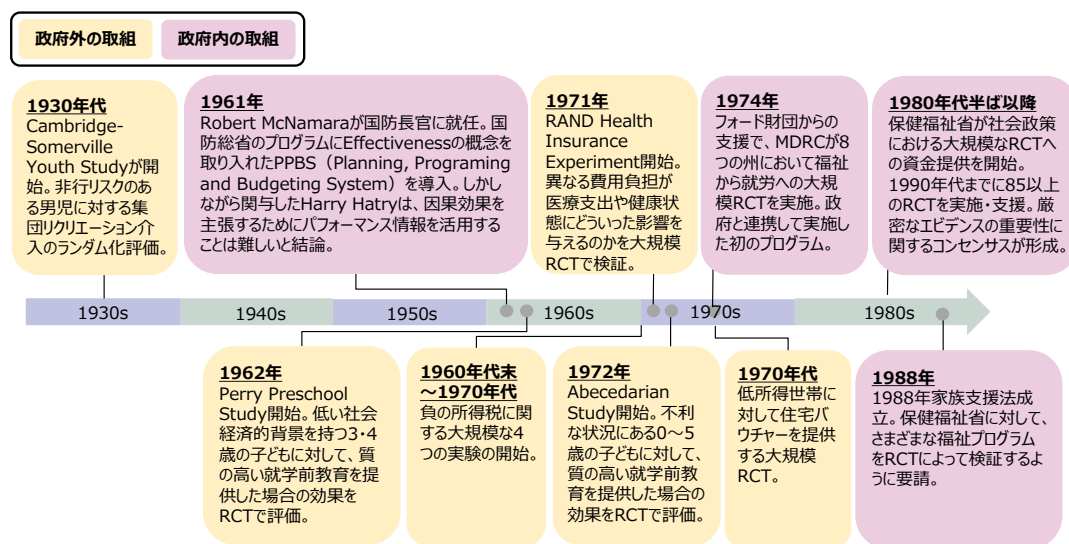 政府外の取組
政府内の取組
1930年代
Cambridge-
Somerville
Youth Studyが開
始。非行リスクのあ
る男児に対する集
団リクリエーション介
入のランダム化評価。
1961年
Robert McNamaraが国防長官に就任。国
防総省のプログラムにEffectivenessの概念を
取り入れたPPBS（Planning, Programing
and Budgeting System）を導入。しかし
ながら関与したHarry Hatryは、因果効果を
主張するためにパフォーマンス情報を活用する
ことは難しいと結論。
1971年
RAND Health
Insurance
Experiment開始。
異なる費用負担が
医療支出や健康状
態にどういった影響を
与えるのかを大規模
RCTで検証。
1974年
フォード財団からの
支援で、MDRCが8
つの州において福祉
から就労への大規
模RCTを実施。政
府と連携して実施し
た初のプログラム。
1980年代半ば以降
保健福祉省が社会政策
における大規模なRCTへ
の資金提供を開始。
1990年代までに85以上
のRCTを実施・支援。厳
密なエビデンスの重要性に
関するコンセンサスが形成。
1930s
1940s
1950s
1960s
1970s
1980s
1962年
Perry Preschool
Study開始。低い社会
経済的背景を持つ3・4
歳の子どもに対して、質
の高い就学前教育を提
供した場合の効果を
RCTで評価。
1960年代末
～1970年代
負の所得税に関
する大規模な4
つの実験の開始。
1972年
Abecedarian
Study開始。不利
な状況にある0～5
歳の子どもに対して、
質の高い就学前教
育を提供した場合の
効果をRCTで評価。
1970年代
低所得世帯に
対して住宅バ
ウチャーを提供
する大規模
RCT。
1988年
1988年家族支援法成
立。保健福祉省に対して、
さまざまな福祉プログラム
をRCTによって検証するよ
うに要請。